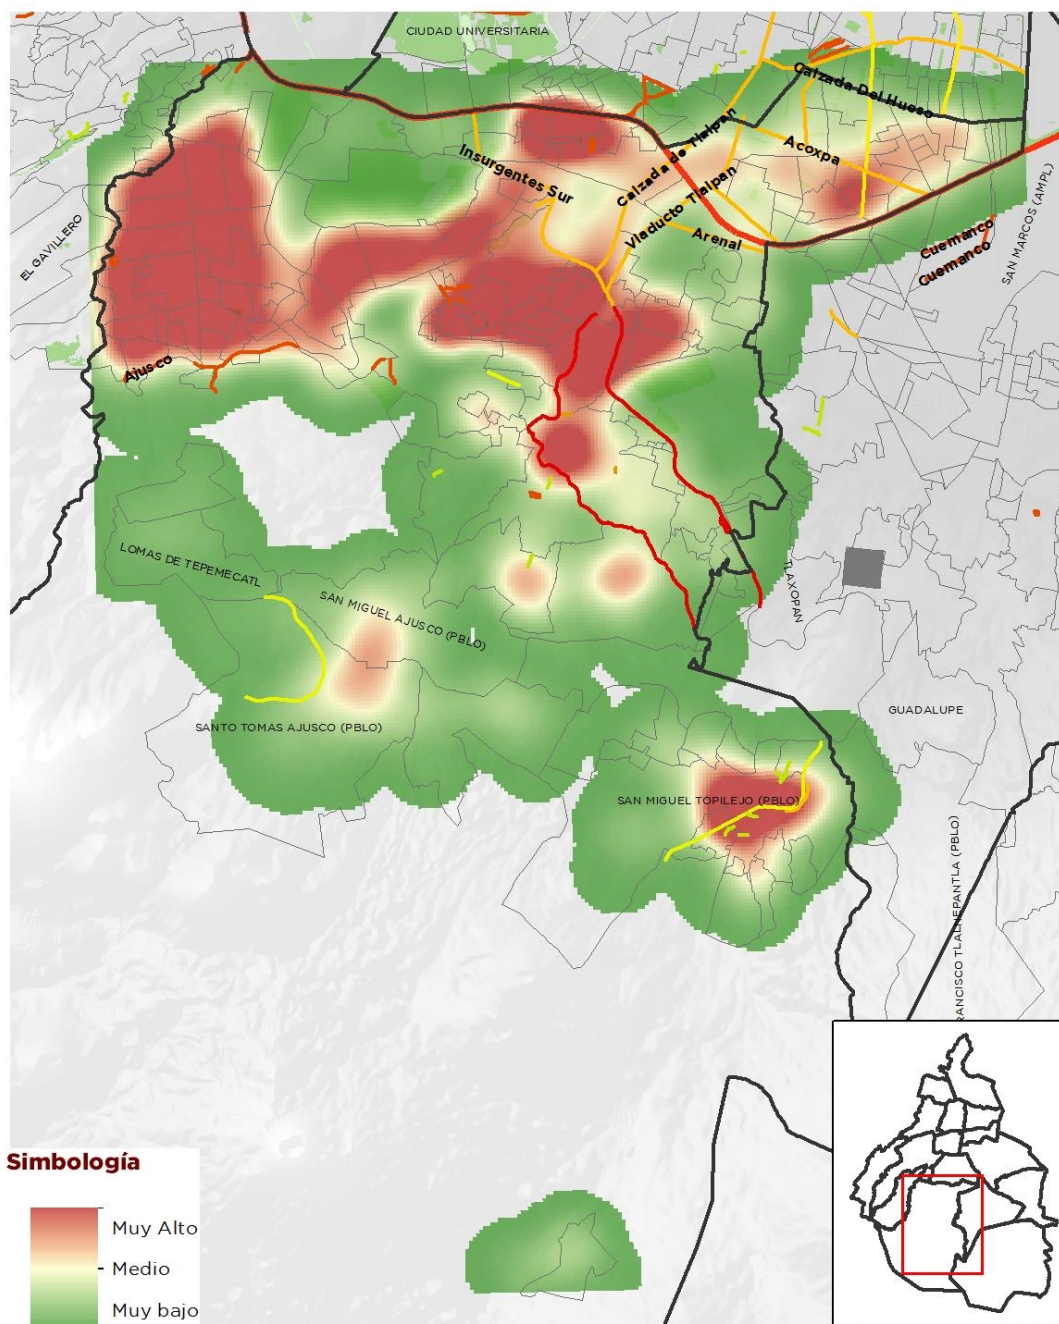 CIUDAD UNIVERSITARIA
Calzada Del Hueso
Insurgentes Sur
Calzada de Tlalpan
Acoxpa
Viaducto Tlalpan
Arenal
EL GAVILLERO
Cuemanco
Cuemanco
SAN MARCOS (AMPL)
Ajusco
LOMAS DE TEPEMECATL
SAN MIGUEL AJUSCO (PBLO)
TLAXOPAN
SANTO TOMAS AJUSCO (PBLO)
GUADALUPE
SAN MIGUEL TOPILEJO (PBLO)
RANCISCO TLALNEPANTLA (PBLO)
Simbología
Muy Alto
Medio
Muy bajo